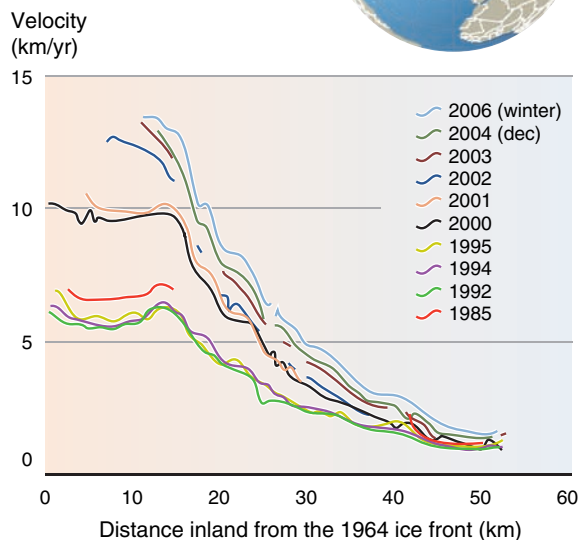 Velocity
(km/yr)
15
10
5
0
2006 (winter)
2004 (dec)
2003
2002
2001
2000
1995
1994
1992
1985
0 10 20 30 40 50 60
Distance inland from the 1964 ice front (km)